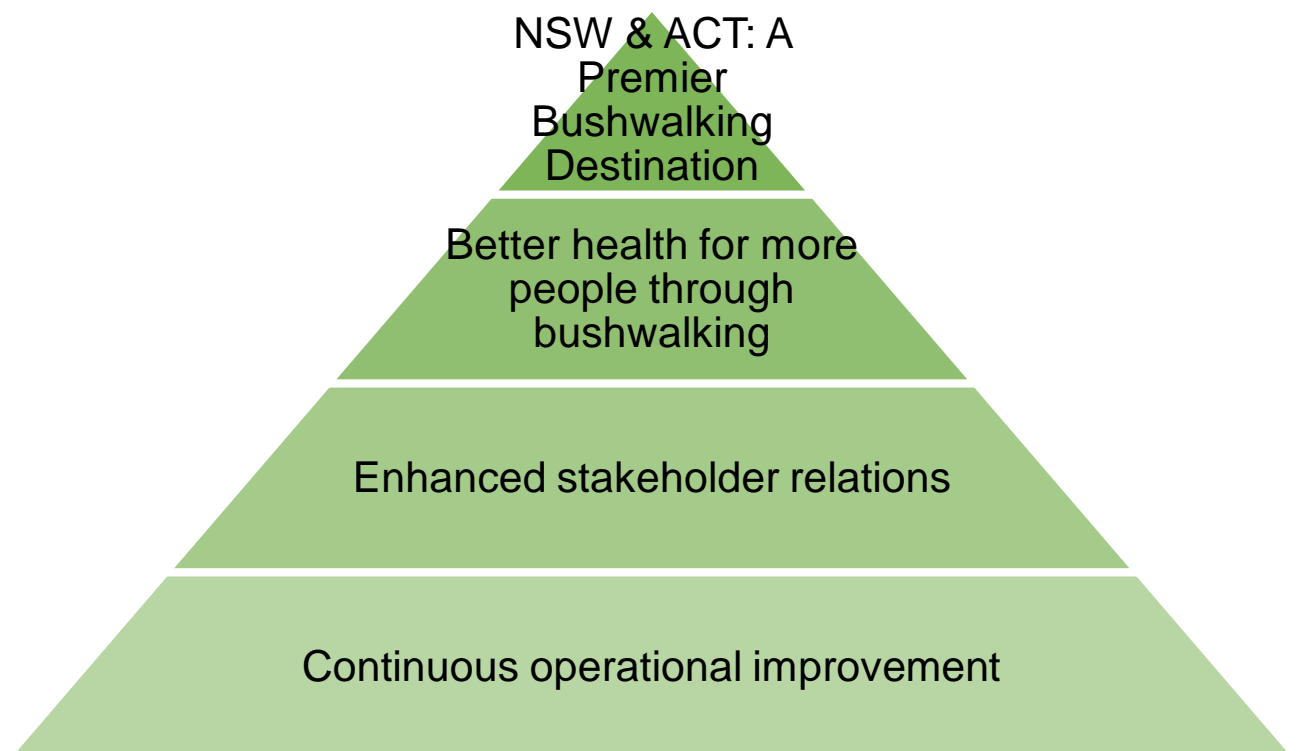 NSW & ACT: A
Premier
Bushwalking
Destination
Better health for more
people through
bushwalking
Enhanced stakeholder relations
Continuous operational improvement